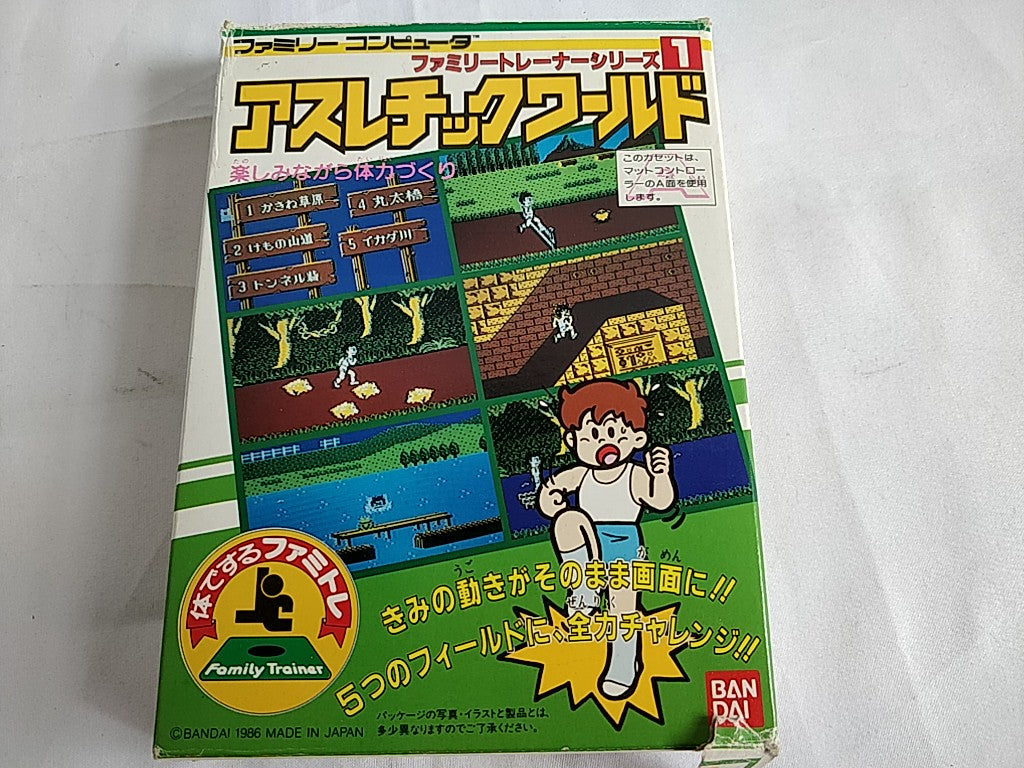 ファミリーコンピュータ™
ファミリートレーナーシリーズ1
アスレチックワールド
楽しみながら体力づくり
このカセットは、
マットコントロー
ラーのA面を使用
します。
1 かきね草原
4 丸太橋
2 けもの山道
5 イカダ川
3 トンネル
きみの動きがそのまま画面に!!
5つのフィールドに、全力チャレンジ!!
体でするファミトレ
Family Trainer
BAN
DAI
パッケージの写真・イラストと製品とは、
多少異なりますのでご了承ください。
©BANDAI 1986 MADE IN JAPAN